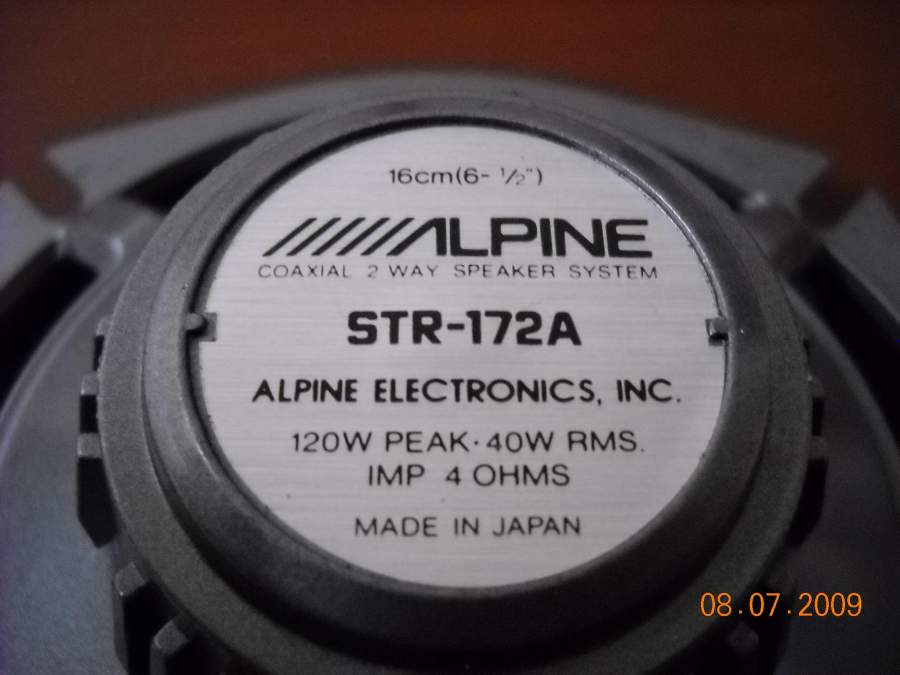 16cm(6- ½")
ALPINE
COAXIAL 2 WAY SPEAKER SYSTEM
STR-172A
ALPINE ELECTRONICS, INC.
120W PEAK·40W RMS.
IMP 4 OHMS
MADE IN JAPAN
08.07.2009